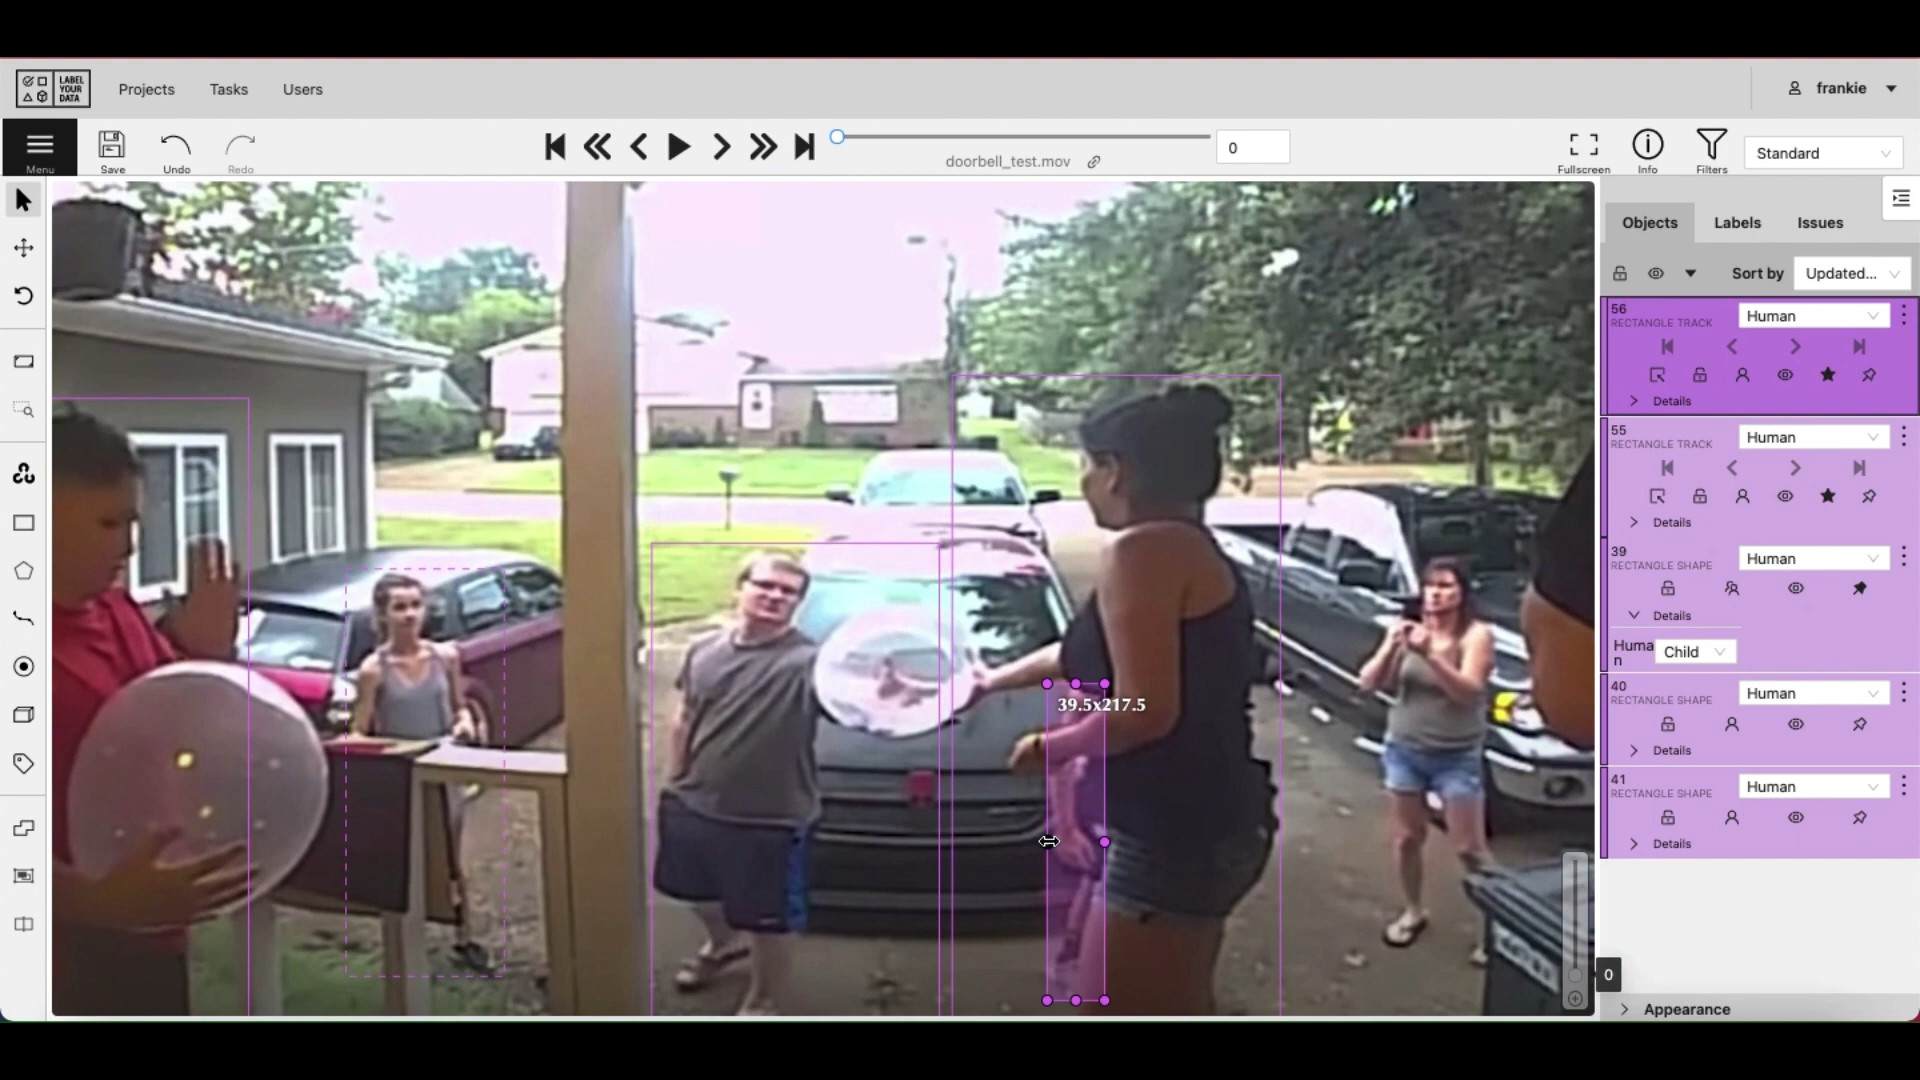 LABEL
YOUR
DATA
Projects
Tasks
Users
frankie
Menu
Save
Undo
Redo
doorbell_test.mov
0
Fullscreen
Info
Filters
Standard
Objects
Labels
Issues
Sort by
Updated...
56
RECTANGLE TRACK
Human
Details
55
RECTANGLE TRACK
Human
Details
39
RECTANGLE SHAPE
Human
Details
Huma
n
Child
40
RECTANGLE SHAPE
Human
Details
41
RECTANGLE SHAPE
Human
Details
39.5x217.5
0
Appearance